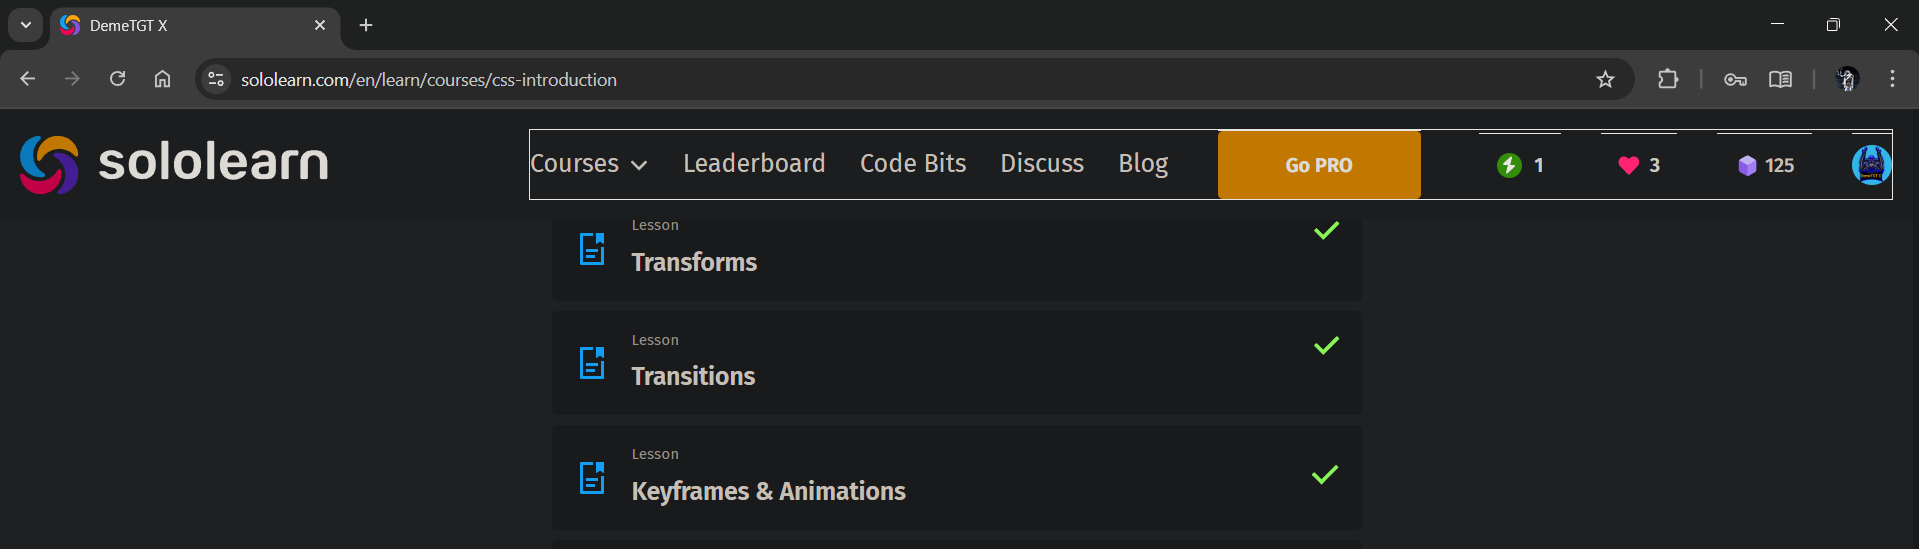 DemeTGT X
sololearn.com/en/learn/courses/css-introduction
sololearn
Courses Leaderboard Code Bits Discuss Blog Go PRO 1 3 125
Lesson
Transforms
Lesson
Transitions
Lesson
Keyframes & Animations